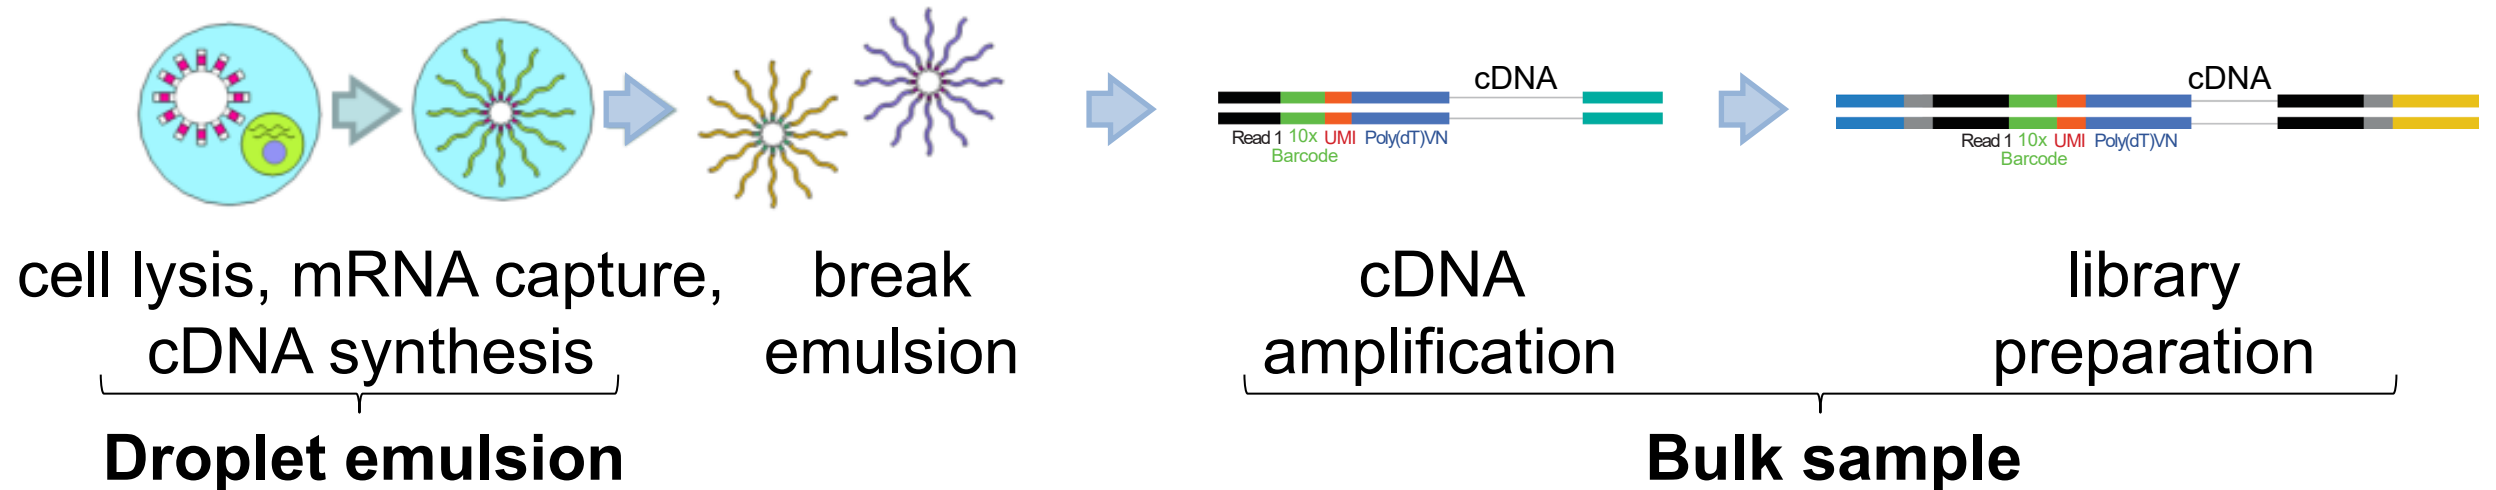 cDNA
Read 1 10x UMI Poly(dT)VN
Barcode
cDNA
Read 1 10x UMI Poly(dT)VN
Barcode
cell lysis, mRNA capture,
cDNA synthesis
break
emulsion
cDNA
amplification
library
preparation
Droplet emulsion
Bulk sample